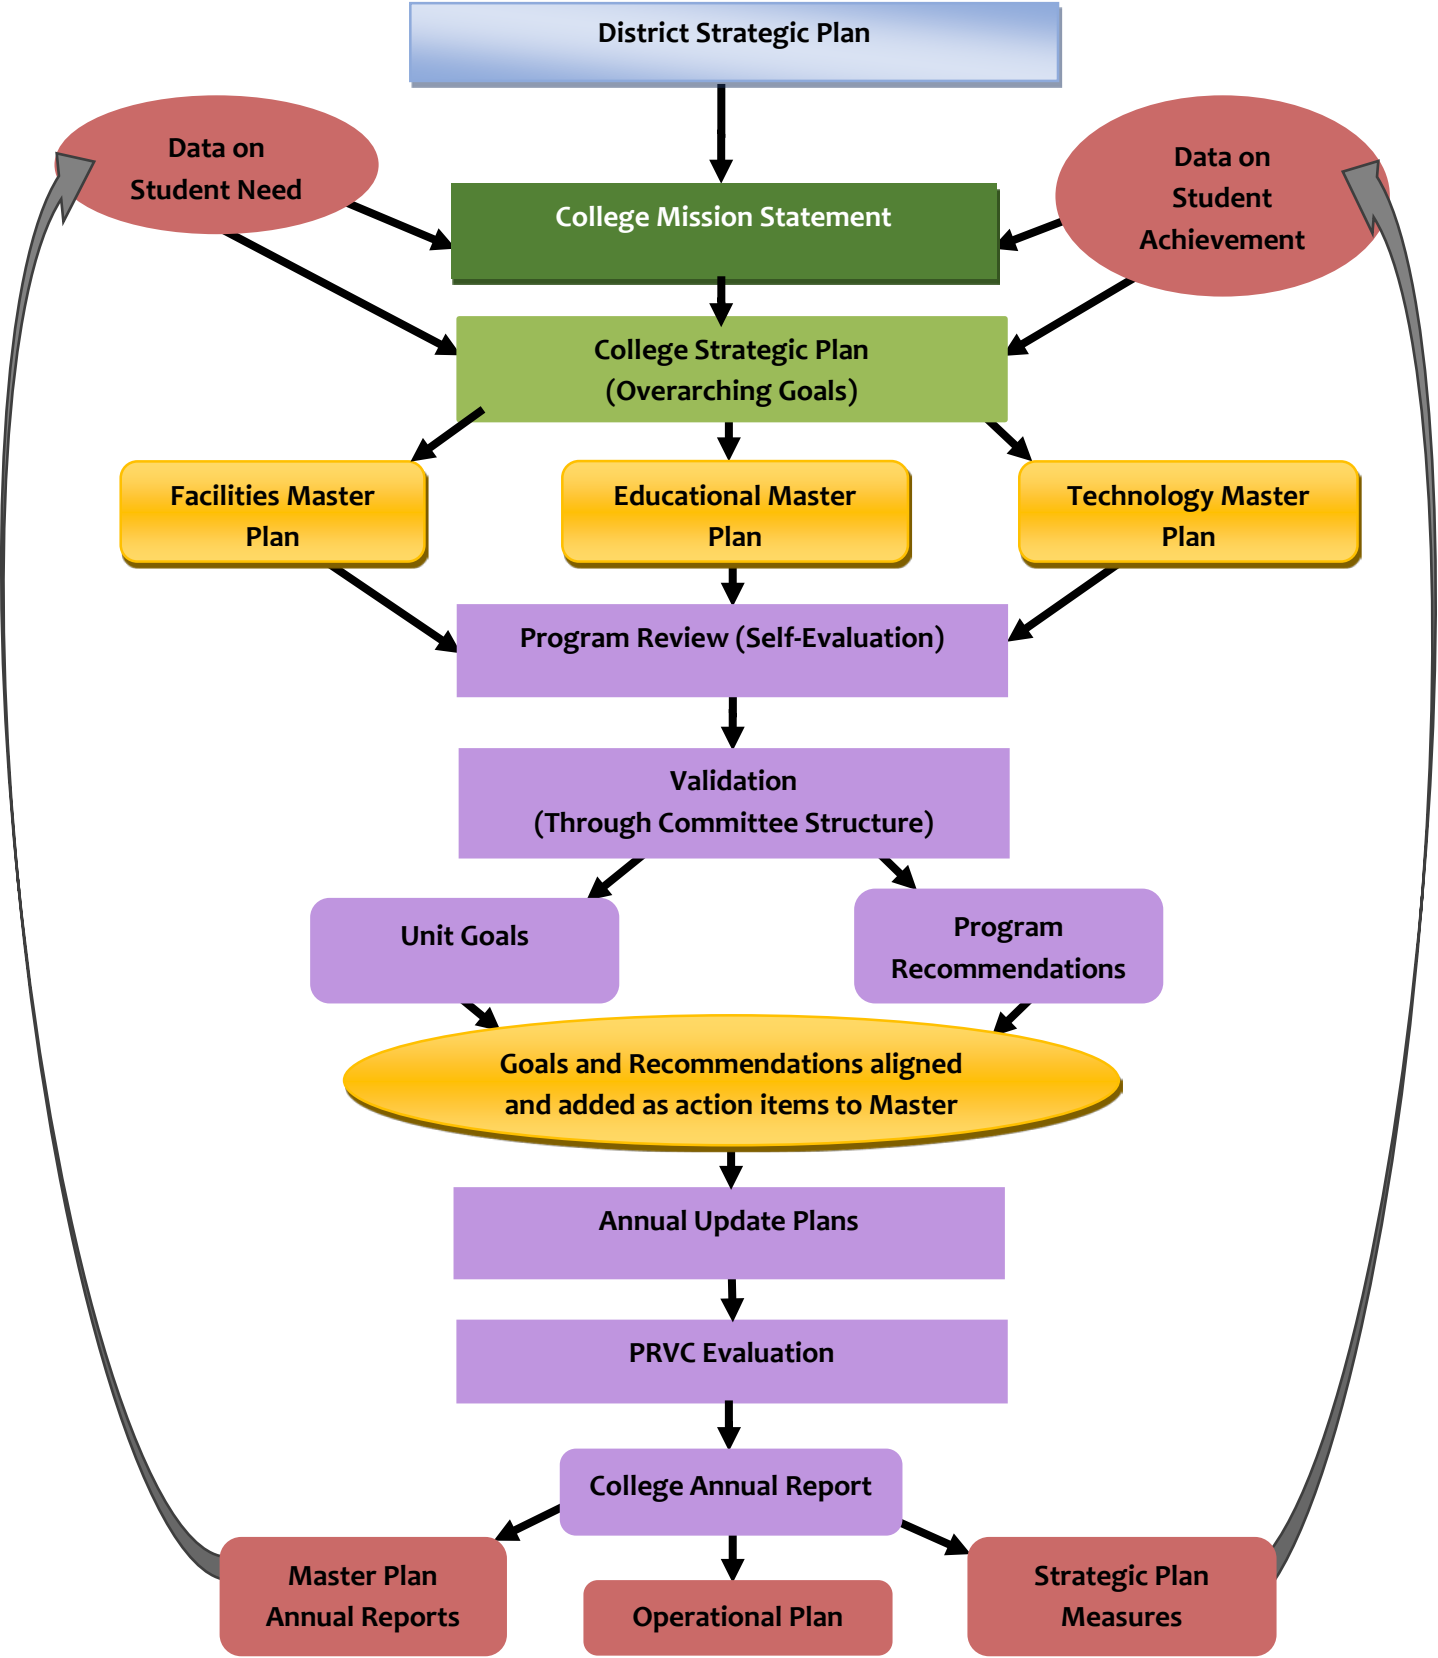 District Strategic Plan
Data on
Student Need
Data on
Student
Achievement
College Mission Statement
College Strategic Plan
(Overarching Goals)
Facilities Master
Plan
Educational Master
Plan
Technology Master
Plan
Program Review (Self-Evaluation)
Validation
(Through Committee Structure)
Unit Goals
Program
Recommendations
Goals and Recommendations aligned
and added as action items to Master
Annual Update Plans
PRVC Evaluation
College Annual Report
Master Plan
Annual Reports
Operational Plan
Strategic Plan
Measures